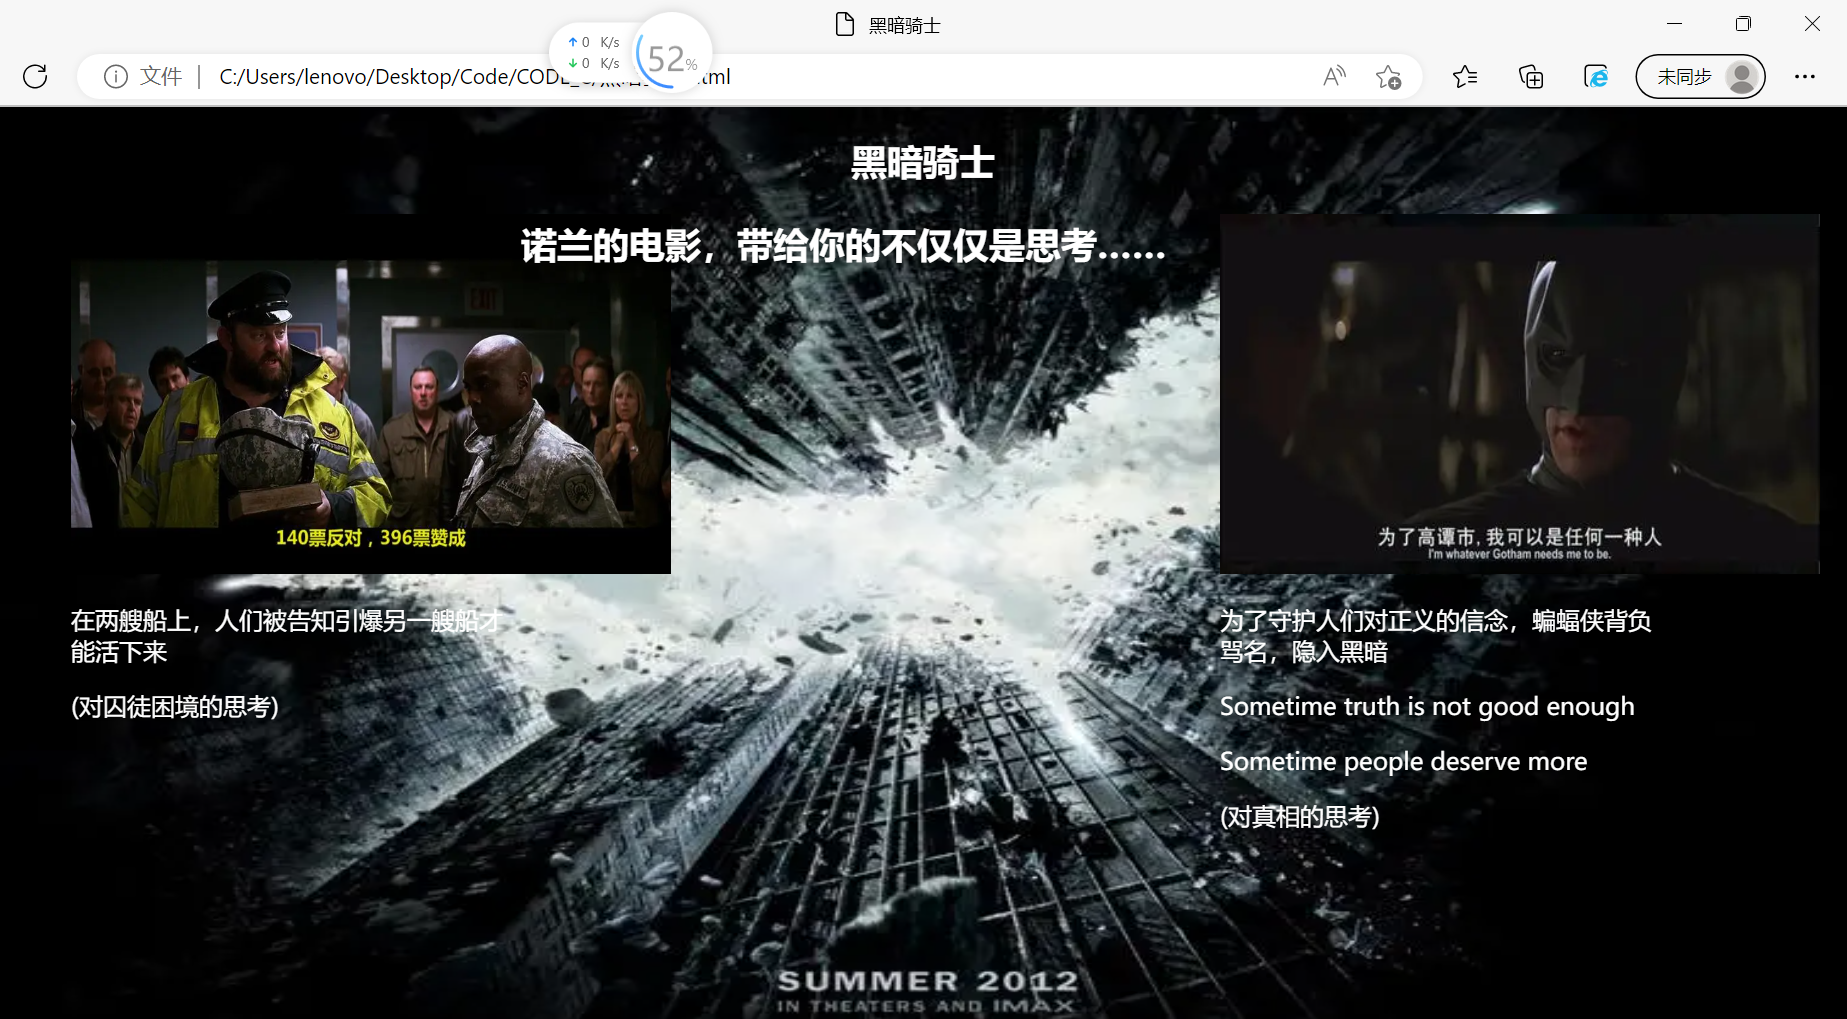 黑暗骑士
0 K/s
0 K/s
52%
文件
C:/Users/lenovo/Desktop/Code/CODE_C/
tml
未同步
黑暗骑士
诺兰的电影，带给你的不仅仅是思考......
EXIT
140票反对，396票赞成
为了高谭市，我可以是任何一种人
I'm whatever Gotham needs me to be.
在两艘船上，人们被告知引爆另一艘船才
能活下来
(对囚徒困境的思考)
为了守护人们对正义的信念，蝙蝠侠背负
骂名，隐入黑暗
Sometime truth is not good enough
Sometime people deserve more
(对真相的思考)
SUMMER 2012
IN THEATERS AND IMAX